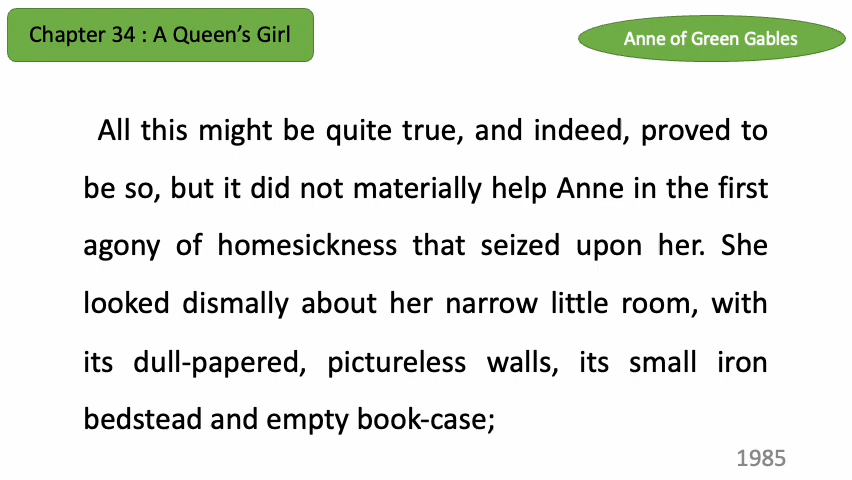 Chapter 34 : A Queen’s Girl
Anne of Green Gables
All this might be quite true, and indeed, proved to
be so, but it did not materially help Anne in the first
agony of homesickness that seized upon her. She
looked dismally about her narrow little room, with
its dull-papered, pictureless walls, its small iron
bedstead and empty book-case;
1985